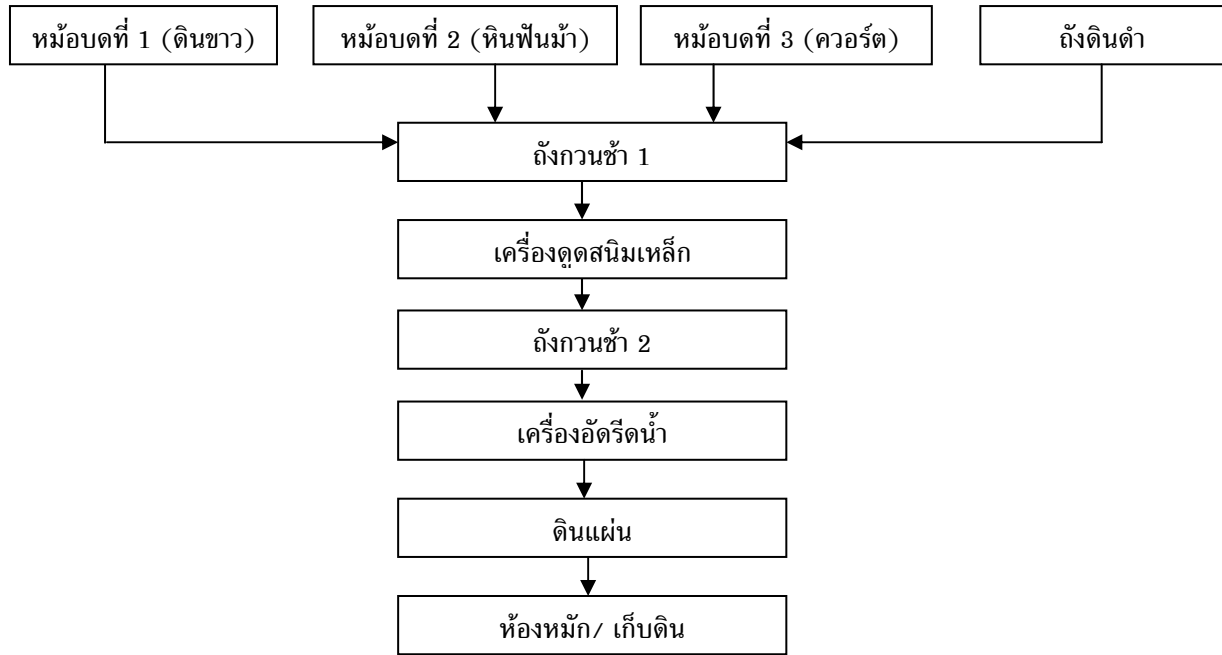 หม้อบดที่ 1 (ดินขาว)
หม้อบดที่ 2 (หินฟันม้า)
หม้อบดที่ 3 (ควอร์ต)
ถังดินดำ
ถังกวนช้า 1
เครื่องดูดสนิมเหล็ก
ถังกวนช้า 2
เครื่องอัดรีดน้ำ
ดินแผ่น
ห้องหมัก/ เก็บดิน